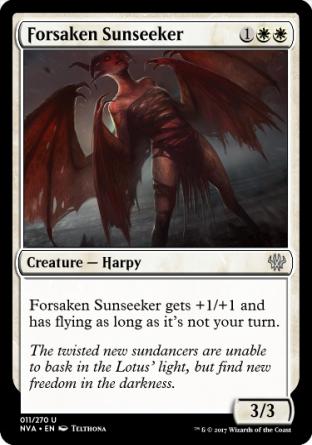 Forsaken Sunseeker 1
Creature — Harpy
Forsaken Sunseeker gets +1/+1 and
has flying as long as it's not your turn.
The twisted new sundancers are unable
to bask in the Lotus' light, but find new
freedom in the darkness.
3/3
011/270 U
NVA • EN Telthona
™ & © 2017 Wizards of the Coast